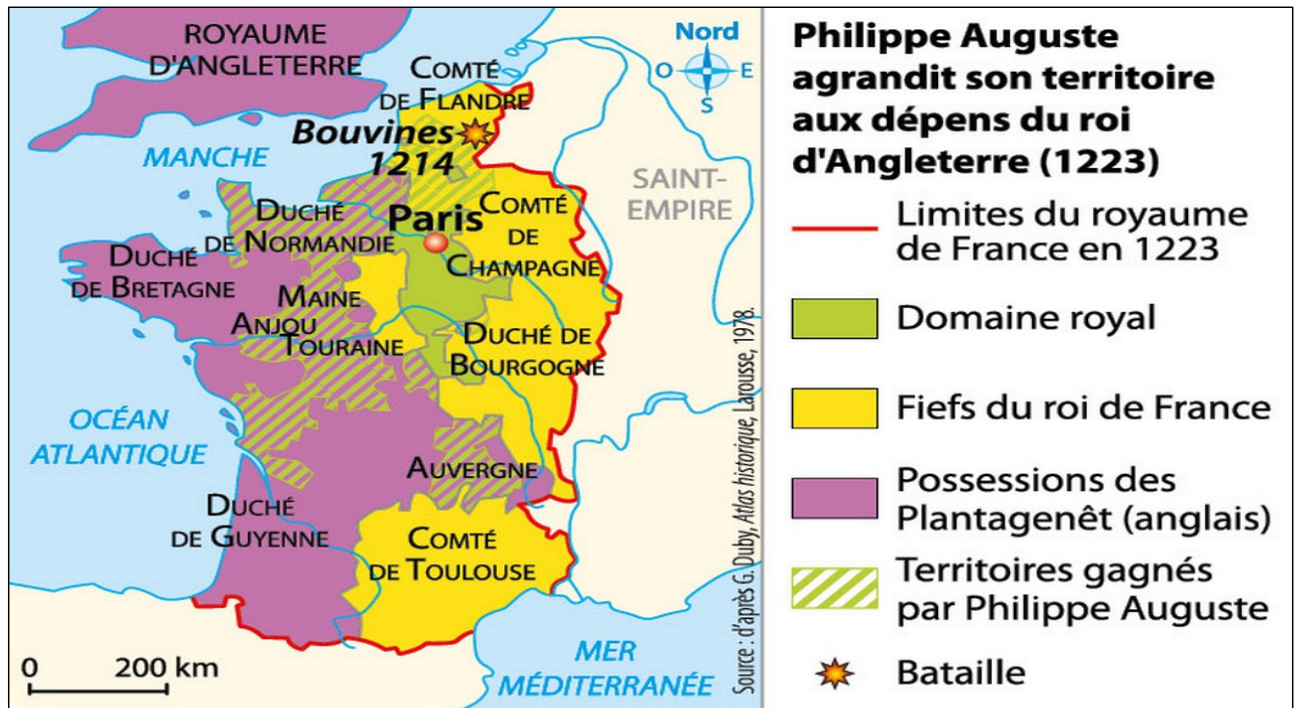 ROYAUME
D'ANGLETERRE
COMTÉ
DE FLANDRE
Bouvines
1214
MANCHE
Nord
O
E
S
SAINT-
EMPIRE
DUCHÉ
DE NORMANDIE
Paris
COMTÉ
DE
CHAMPAGNE
DUCHÉ
DE BRETAGNE
MAINE
ANJOU
TOURAINE
DUCHÉ DE
BOURGOGNE
OCÉAN
ATLANTIQUE
AUVERGNE
DUCHÉ
DE GUYENNE
COMTÉ
DE TOULOUSE
MER
MÉDITERRANÉE
0 200 km
Source : d'après G. Duby, Atlas historique, Larousse, 1978.
Philippe Auguste
agrandit son territoire
aux dépens du roi
d'Angleterre (1223)
Limites du royaume
de France en 1223
Domaine royal
Fiefs du roi de France
Possessions des
Plantagenêt (anglais)
Territoires gagnés
par Philippe Auguste
Bataille